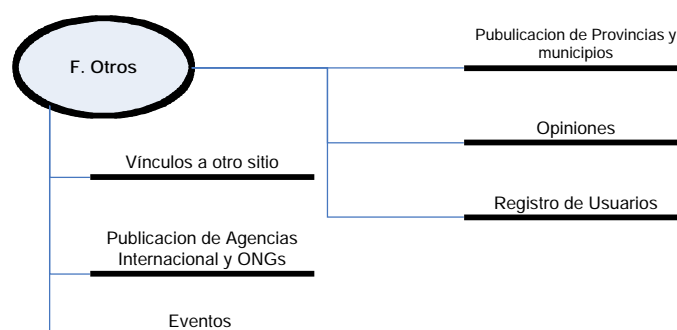 F. Otros
Pubulicacion de Provincias y
municipios
Opiniones
Registro de Usuarios
Vínculos a otro sitio
Publicacion de Agencias
Internacional y ONGs
Eventos